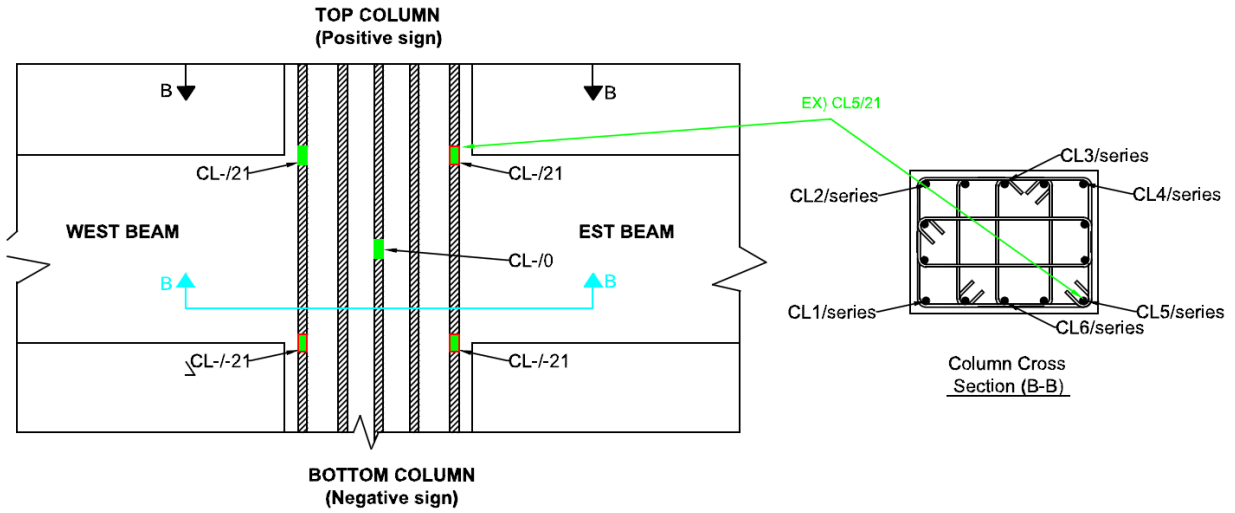 TOP COLUMN
(Positive sign)
B
B
EX) CL5/21
CL-/21
CL-/21
CL3/series
CL2/series
CL4/series
WEST BEAM
EST BEAM
CL-/0
B
B
CL1/series
CL5/series
CL6/series
CL-/-21
CL-/-21
Column Cross
Section (B-B)
BOTTOM COLUMN
(Negative sign)